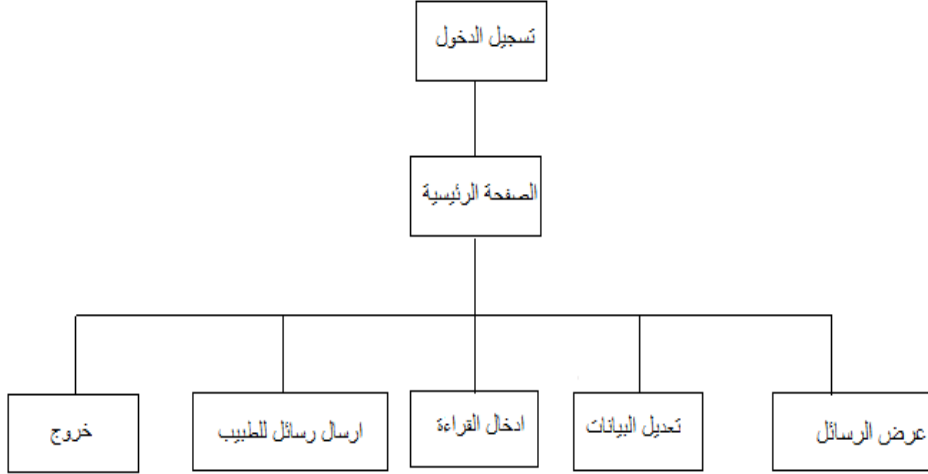 تسجيل الدخول
الصفحة الرئيسية
عرض الرسائل
تعديل البيانات
ادخال القراءة
ارسال رسائل للطبيب
خروج